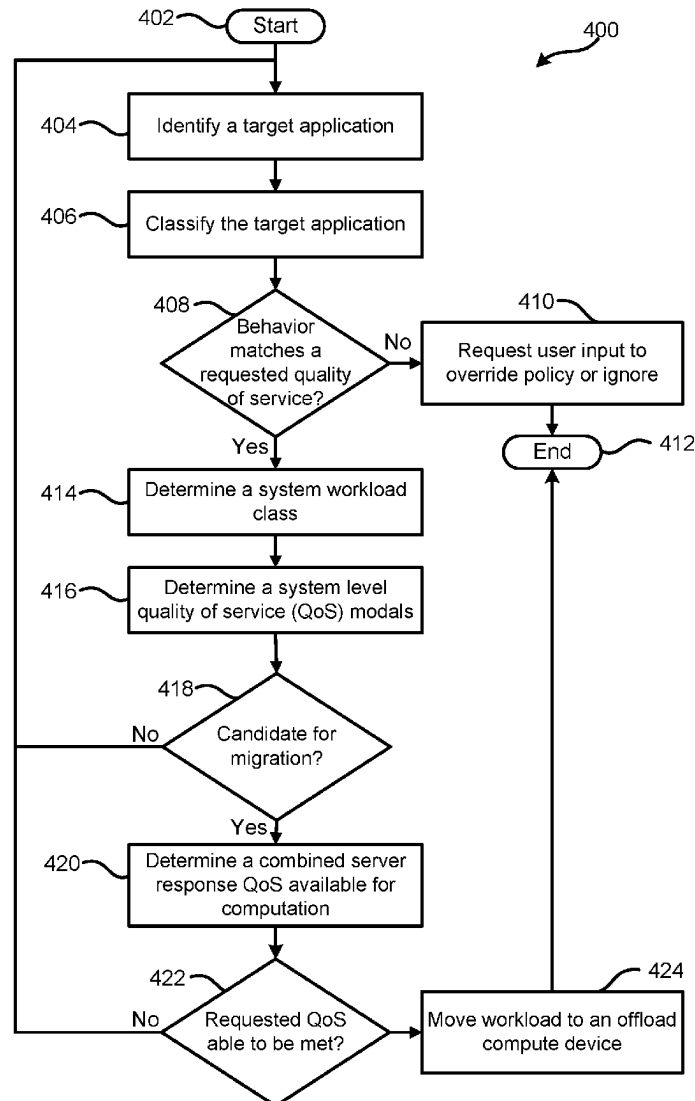 402
Start
400
404
Identify a target application
406
Classify the target application
408
Behavior
matches a
requested quality
of service?
No
410
Request user input to
override policy or ignore
Yes
End
412
414
Determine a system workload
class
416
Determine a system level
quality of service (QoS) modals
418
No
Candidate for
migration?
Yes
420
Determine a combined server
response QoS available for
computation
422
No
Requested QoS
able to be met?
424
Move workload to an offload
compute device